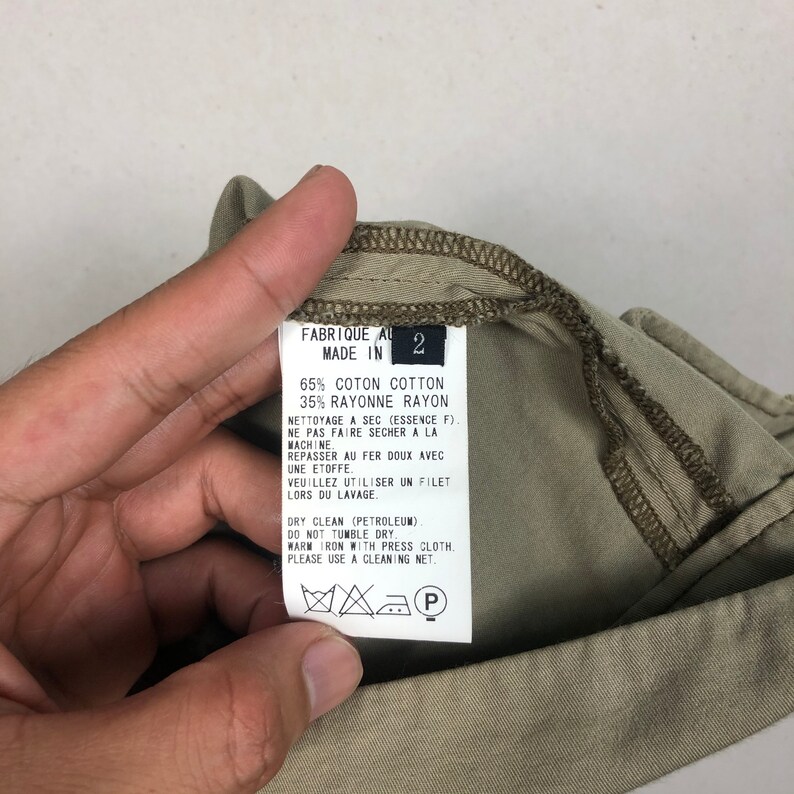 FABRIQUE AU
MADE IN
2
65% COTON COTTON
35% RAYONNE RAYON
NETTOYAGE A SEC (ESSENCE F).
NE PAS FAIRE SECHER A LA
MACHINE.
REPASSER AU FER DOUX AVEC
UNE ETOFFE.
VEUILLEZ UTILISER UN FILET
LORS DU LAVAGE.
DRY CLEAN (PETROLEUM).
DO NOT TUMBLE DRY.
WARM IRON WITH PRESS CLOTH.
PLEASE USE A CLEANING NET.
P